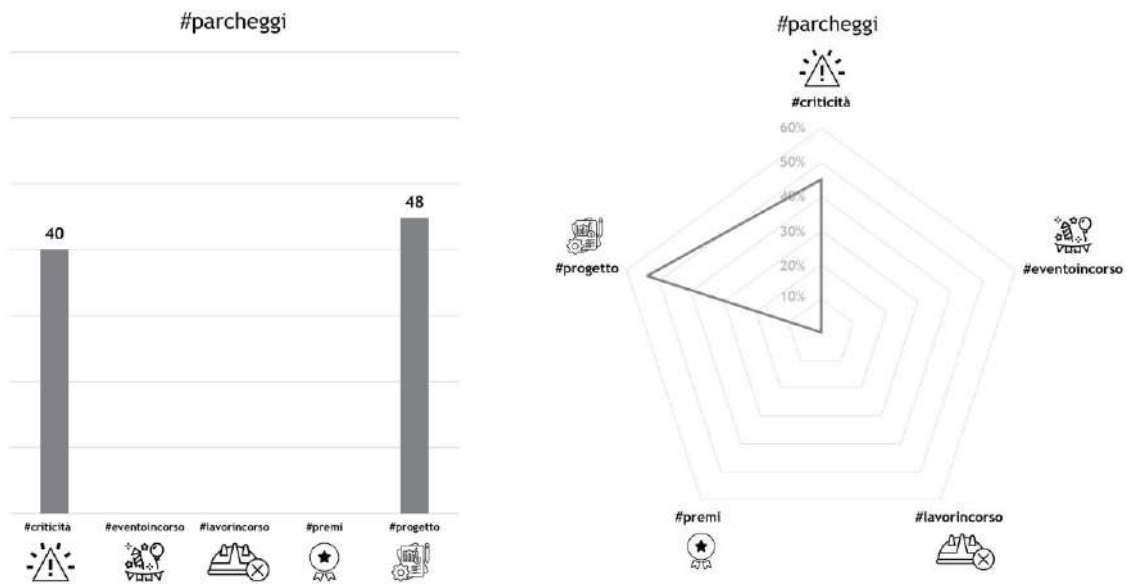 #parcheggi
48
40
#criticità #eventoincorso #lavorincorso #premi #progetto
#parcheggi
#criticità
60%
50%
40%
30%
20%
10%
#progetto
#eventoincorso
#premi
#lavorincorso